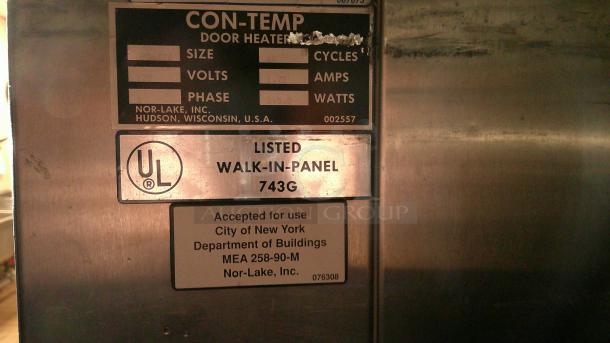 CON-TEMP
DOOR HEATER
SIZE CYCLES
VOLTS AMPS
PHASE WATTS
NOR-LAKE, INC.
HUDSON, WISCONSIN, U.S.A. 002557
UL
®
LISTED
WALK-IN-PANEL
743G
AUCTION GROUP
Accepted for use
City of New York
Department of Buildings
MEA 258-90-M
Nor-Lake, Inc.
076308